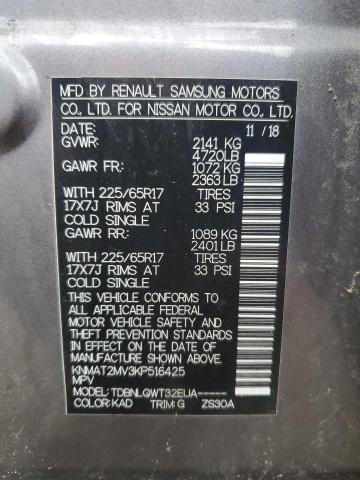 MFD BY RENAULT SAMSUNG MOTORS
CO., LTD. FOR NISSAN MOTOR CO., LTD.
DATE: 11 / 18
GVWR: 2141 KG
4720LB
GAWR FR: 1072 KG
2363 LB
WITH 225/65R17 TIRES
17X7J RIMS AT 33 PSI
COLD SINGLE
GAWR RR: 1089 KG
2401 LB
WITH 225/65R17 TIRES
17X7J RIMS AT 33 PSI
COLD SINGLE
THIS VEHICLE CONFORMS TO
ALL APPLICABLE FEDERAL
MOTOR VEHICLE SAFETY AND
THEFT PREVENTION STANDARDS
IN EFFECT ON THE DATE OF
MANUFACTURE SHOWN ABOVE.
KNMAT2MV3KP516425
MPV
MODEL: TDBNLQWT32EUA-----
COLOR: KAD TRIM: G ZS30A